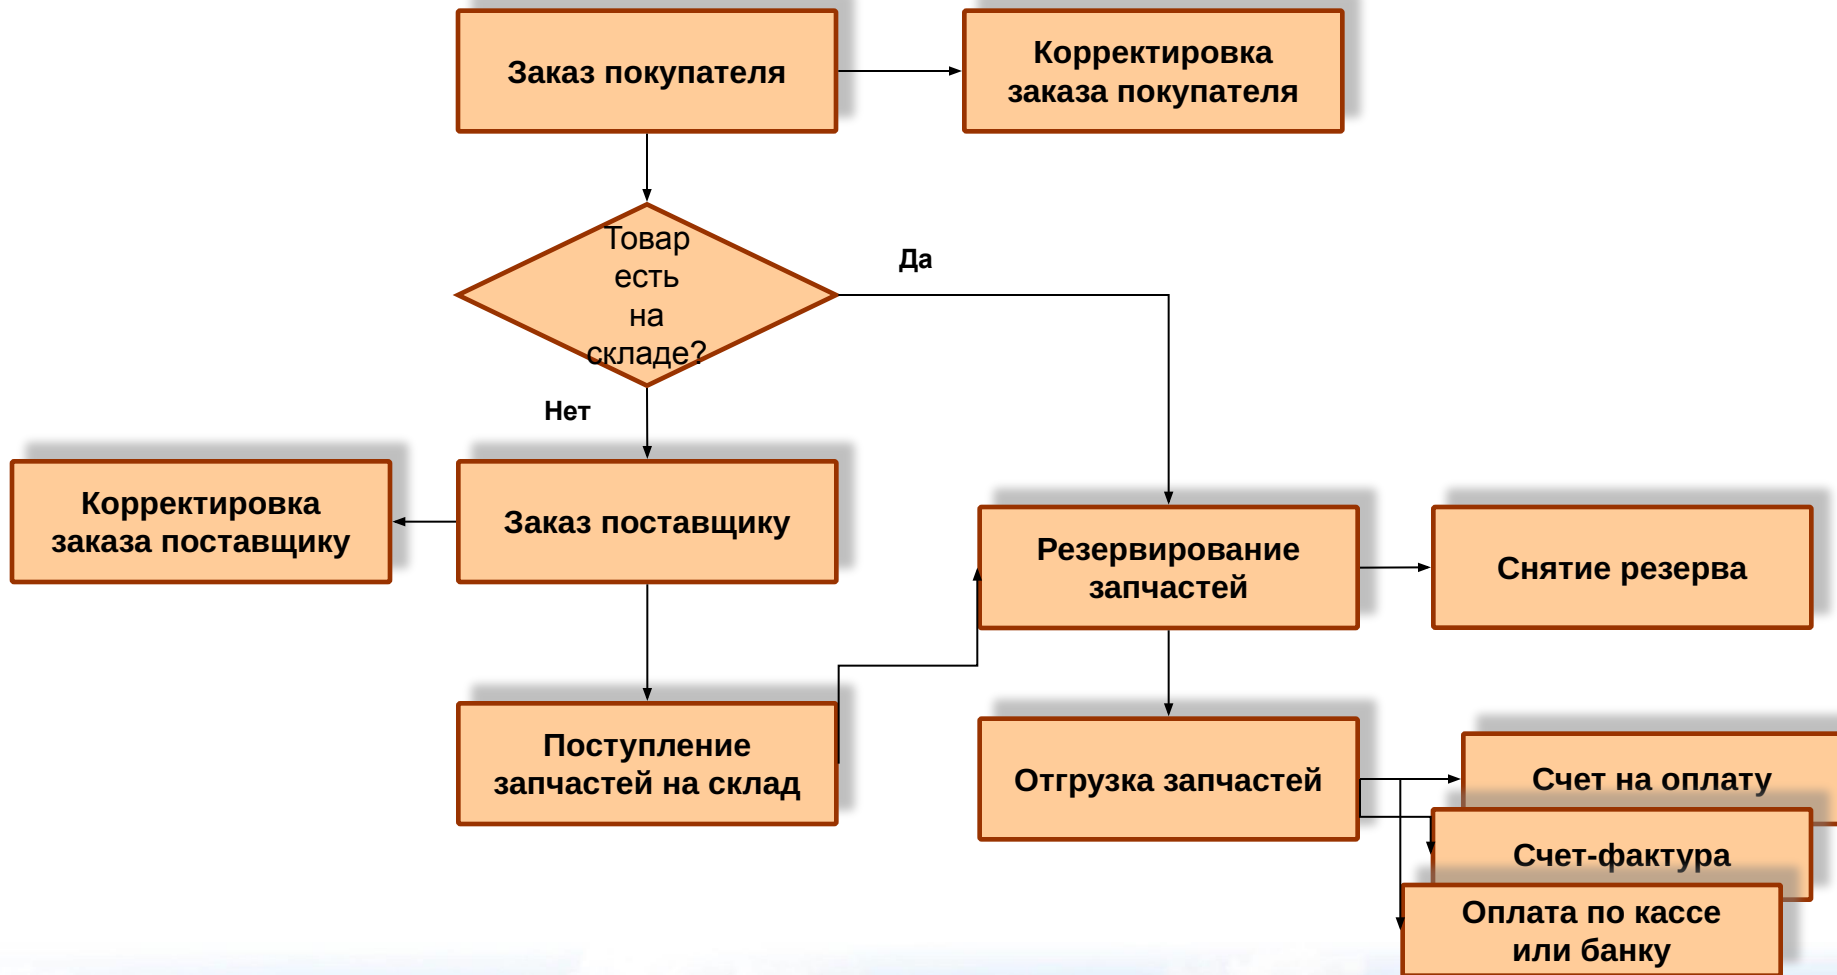 Заказ покупателя
Корректировка
заказа покупателя
Товар
есть
на
складе?
Да
Нет
Корректировка
заказа поставщику
Заказ поставщику
Резервирование
запчастей
Снятие резерва
Поступление
запчастей на склад
Отгрузка запчастей
Счет на оплату
Счет-фактура
Оплата по кассе
или банку